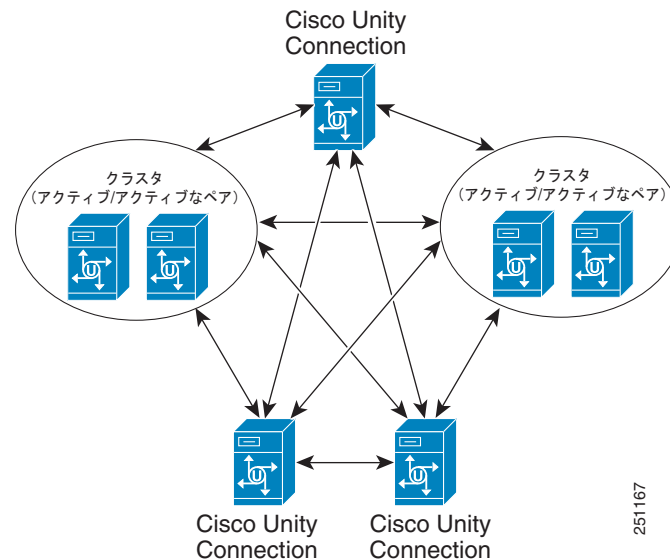 Cisco Unity
Connection
クラスタ
(アクティブ/アクティブなペア)
U
U
U
クラスタ
(アクティブ/アクティブなペア)
U
U
U
U
Cisco Unity
Connection
Cisco Unity
Connection
251167